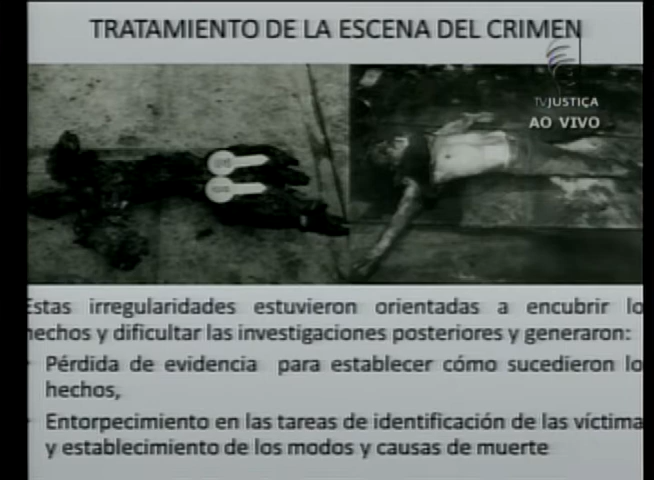 TRATAMIENTO DE LA ESCENA DEL CRIMEN
TVJUSTIÇA
AO VIVO
Estas irregularidades estuvieron orientadas a encubrir lo
hechos y dificultar las investigaciones posteriores y generaron:
Pérdida de evidencia para establecer cómo sucedieron lo
hechos,
Entorpecimiento en las tareas de identificación de las víctima
y establecimiento de los modos y causas de muerte